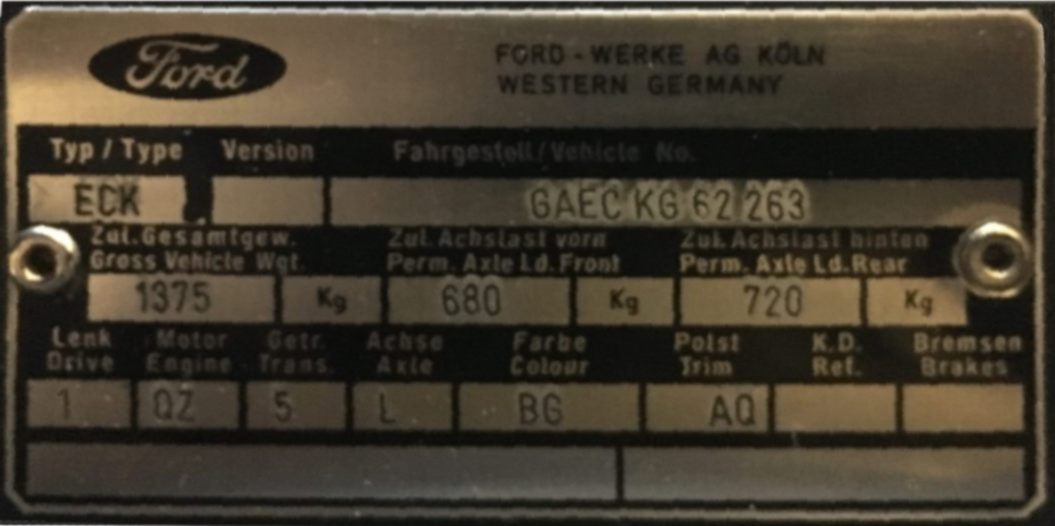 Ford
FORD-WERKE AG KÖLN
WESTERN GERMANY
Typ / Type Version Fahrgestell/Vehicle No.
ECK GAECKG 62 263
Zul. Gesamtgew. Zul. Achslast vorn Zul. Achslast hinten
Gross Vehicle Wgt. Perm. Axle Ld. Front Perm. Axle Ld. Rear
1375 Kg 680 Kg 720 Kg
Lenk Motor Getr. Achse Farbe Polst K.D. Bremsen
Drive Engine Trans. Axle Colour Trim Ref. Brakes
1 QZ 5 L BG AQ